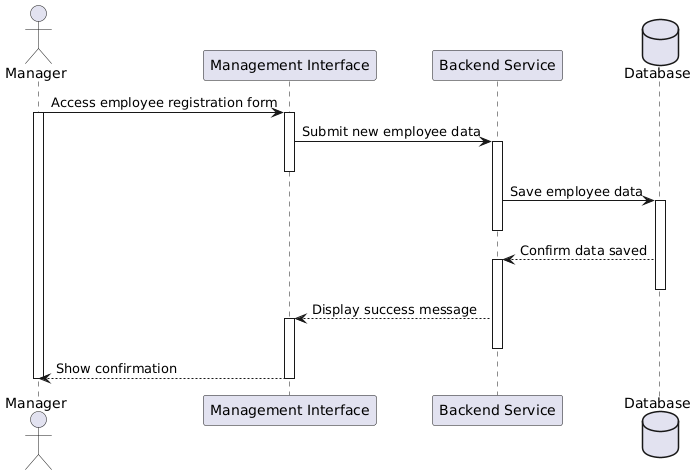 Manager
Management Interface
Backend Service
Database
Access employee registration form
Submit new employee data
Save employee data
Confirm data saved
Display success message
Show confirmation
Manager
Management Interface
Backend Service
Database